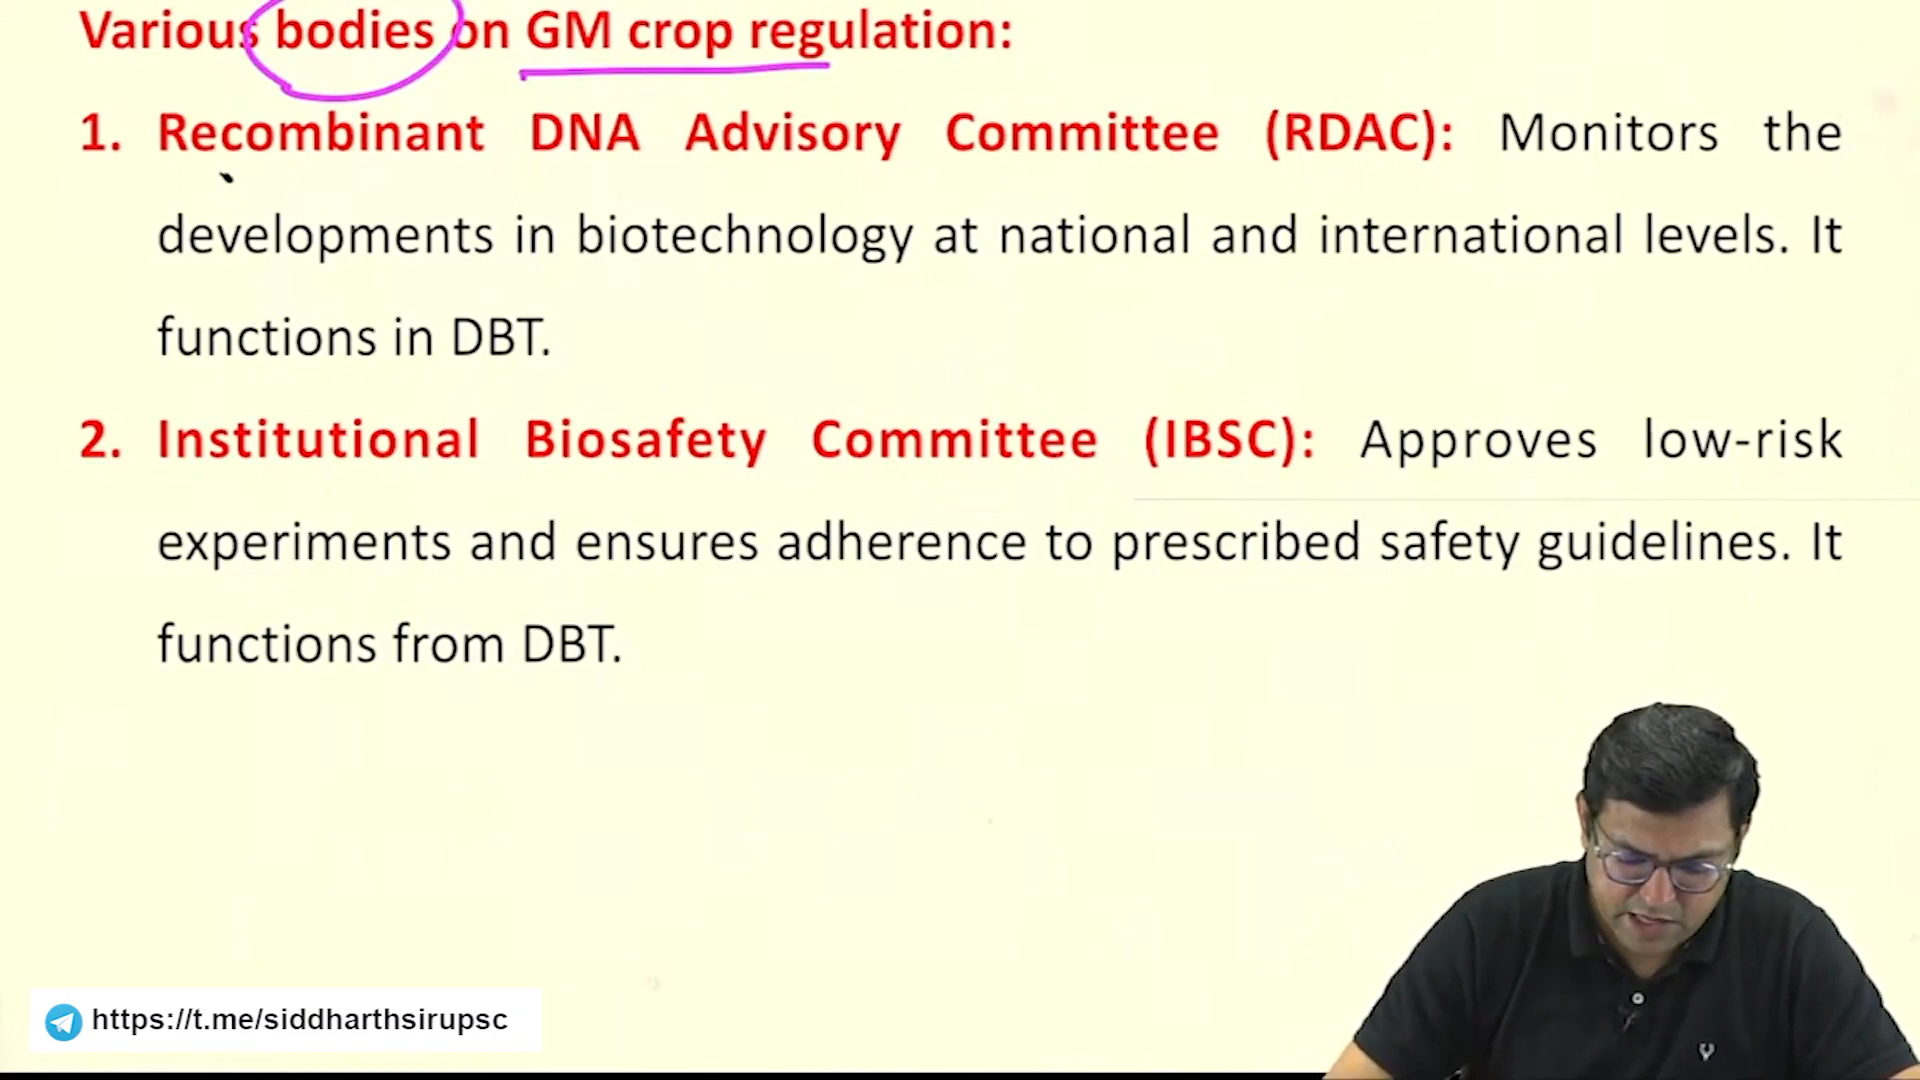 Various bodies on GM crop regulation:
1. Recombinant DNA Advisory Committee (RDAC): Monitors the
developments in biotechnology at national and international levels. It
functions in DBT.
2. Institutional Biosafety Committee (IBSC): Approves low-risk
experiments and ensures adherence to prescribed safety guidelines. It
functions from DBT.
https://t.me/siddharthsirupsc